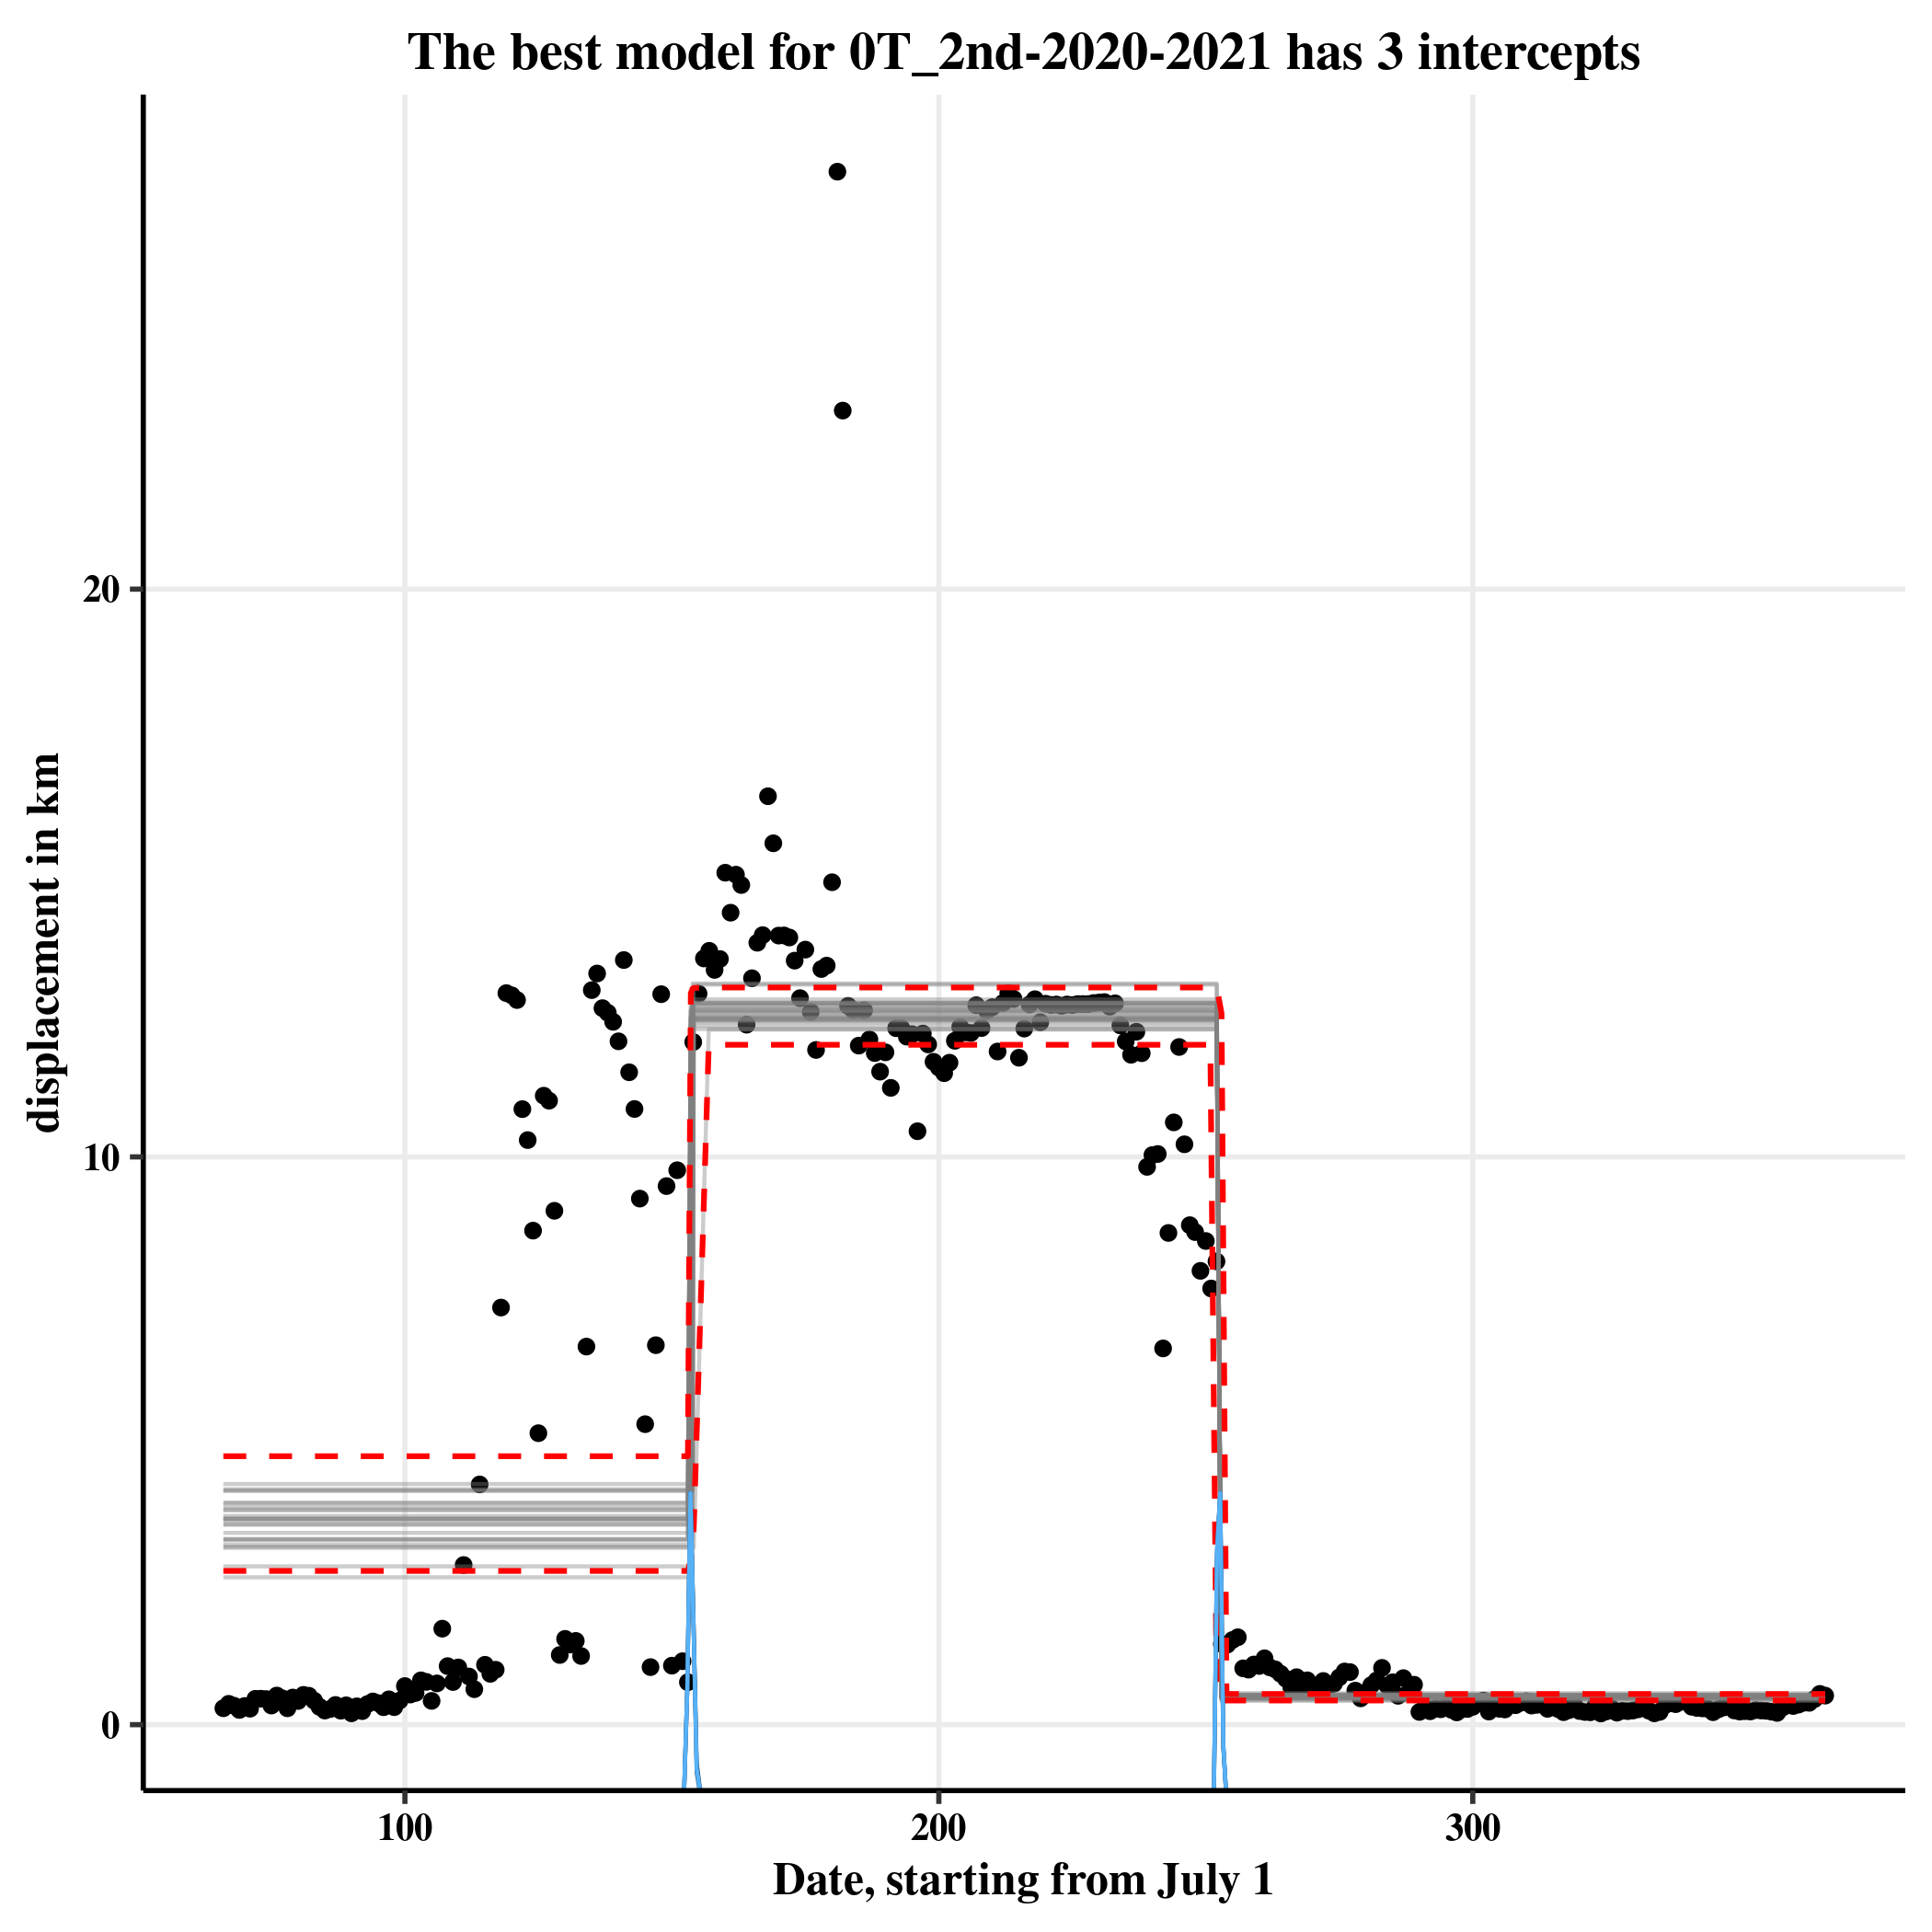 The best model for 0T_2nd-2020-2021 has 3 intercepts
displacement in km
20
10
0
100
200
300
Date, starting from July 1